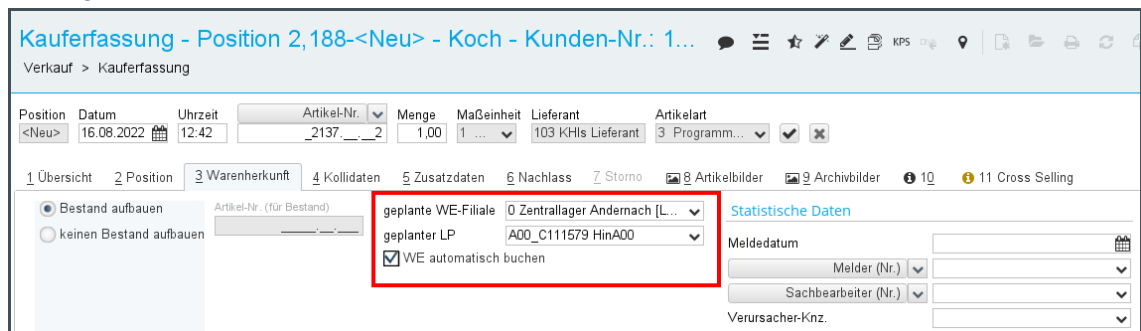 Kauferfassung - Position 2,188-<Neu> - Koch - Kunden-Nr.: 1... KPS
Verkauf > Kauferfassung
Position Datum Uhrzeit Artikel-Nr. Menge Maßeinheit Lieferant Artikelart
<Neu> 16.08.2022 12:42 _2137.__.__2 1,00 1 ... 103 KHIs Lieferant 3 Programm...
1 Übersicht 2 Position 3 Warenherkunft 4 Kollidaten 5 Zusatzdaten 6 Nachlass 7 Storno 8 Artikelbilder 9 Archivbilder 10 11 Cross Selling
Bestand aufbauen Artikel-Nr. (für Bestand) geplante WE-Filiale 0 Zentrallager Andernach [L... Statistische Daten
keinen Bestand aufbauen _____.__.___ geplanter LP A00_C111579 HinA00 Meldedatum
WE automatisch buchen Melder (Nr.)
Sachbearbeiter (Nr.)
Verursacher-Knz.